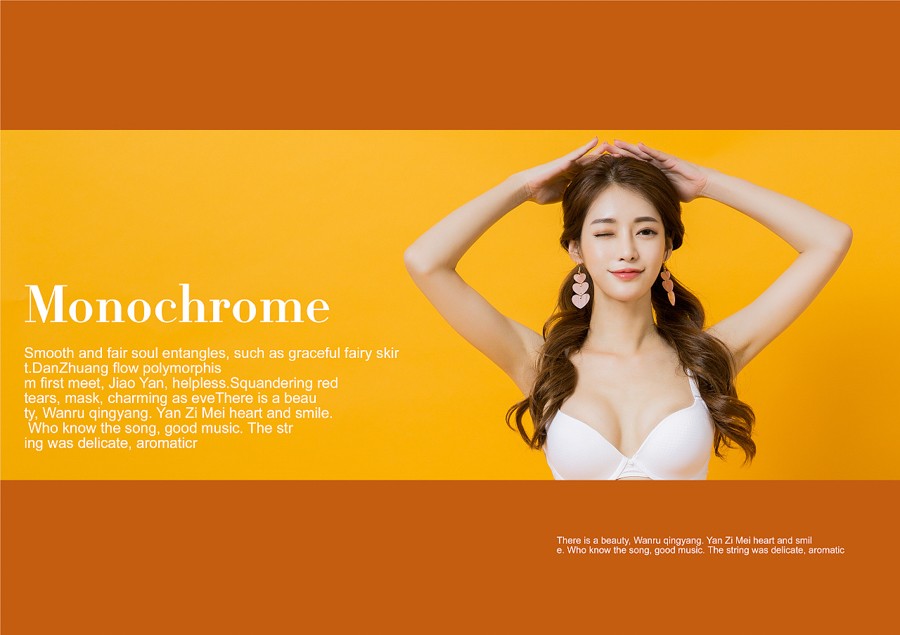 Monochrome
Smooth and fair soul entangles, such as graceful fairy skir
t.DanZhuang flow polymorphis
m first meet, Jiao Yan, helpless.Squandering red
tears, mask, charming as eveThere is a beau
ty, Wanru qingyang. Yan Zi Mei heart and smile.
Who know the song, good music. The str
ing was delicate, aromaticr
There is a beauty, Wanru qingyang. Yan Zi Mei heart and smil
e. Who know the song, good music. The string was delicate, aromatic